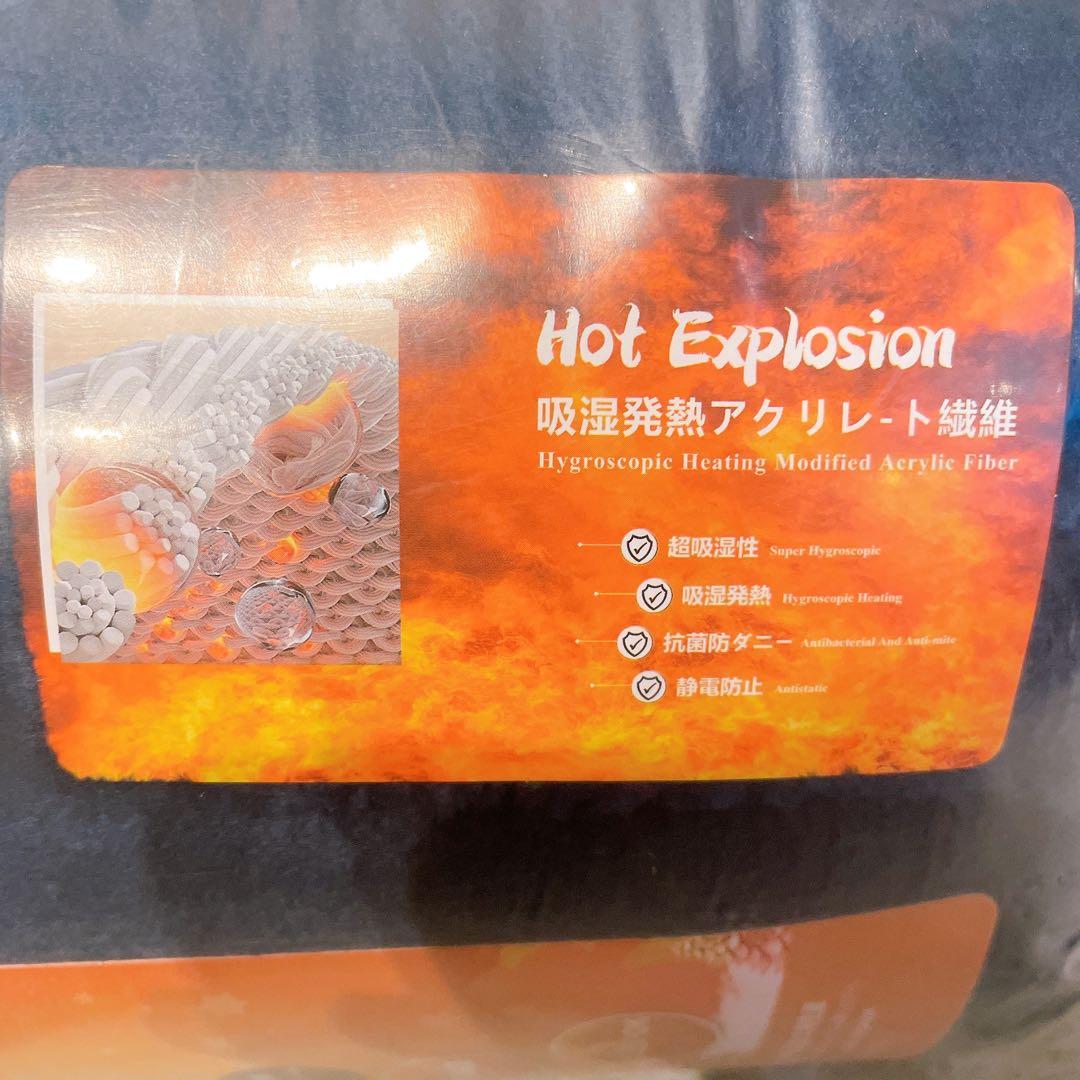 Hot Explosion
吸湿発熱アクリレ-ト繊維
Hygroscopic Heating Modified Acrylic Fiber
超吸湿性 Super Hygroscopic
吸湿発熱 Hygroscopic Heating
抗菌防ダニー Antibacterial And Anti-mite
静電防止 Antistatic